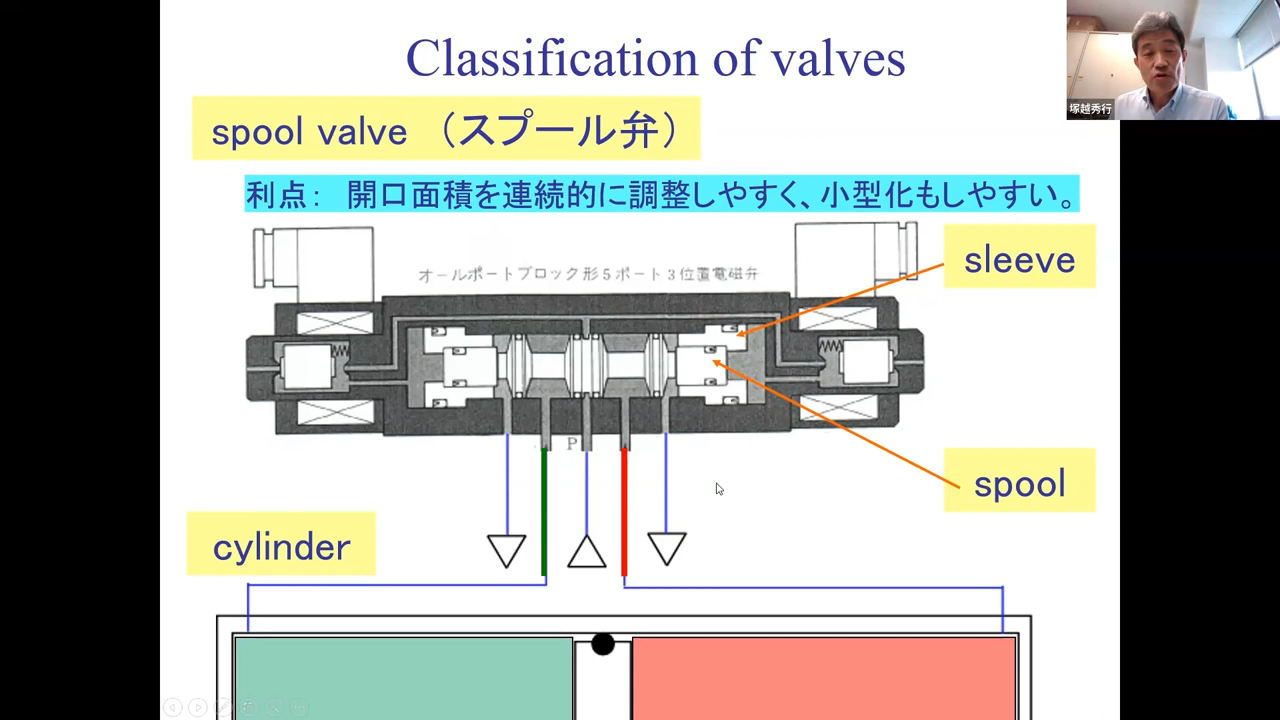 Classification of valves
塚越秀行
spool valve （スプール弁）
利点： 開口面積を連続的に調整しやすく、小型化もしやすい。
sleeve
オールポートブロック形5ポート3位置電磁弁
P
spool
cylinder